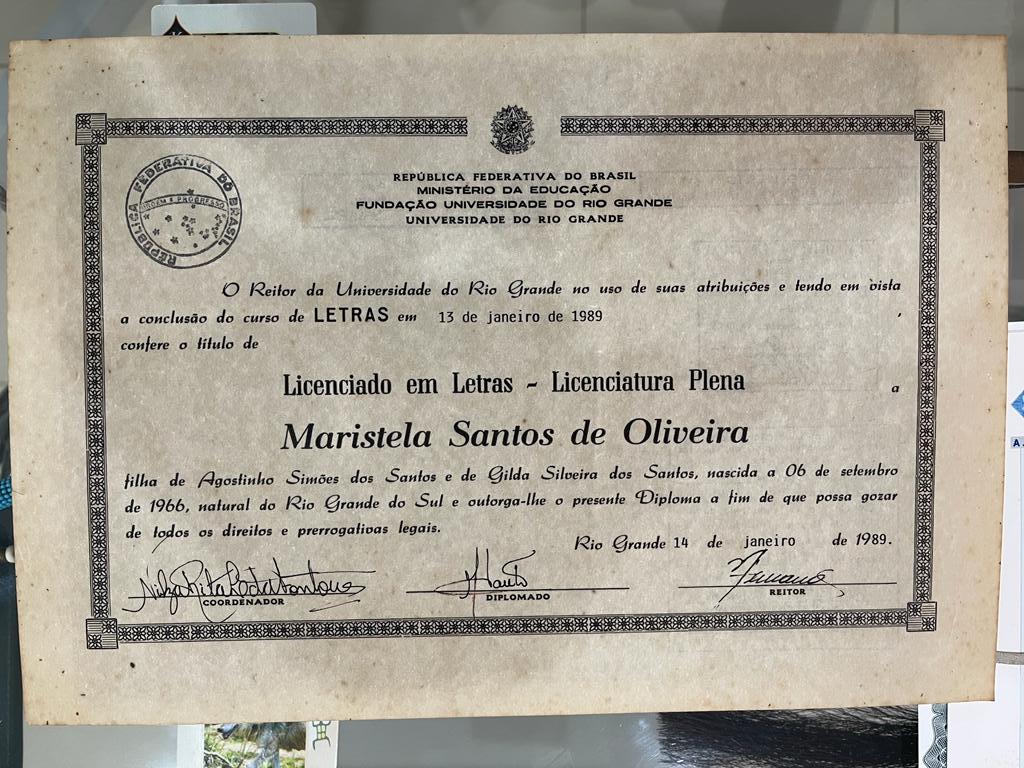 REPÚBLICA FEDERATIVA DO BRASIL
ORDEM E PROGRESSO
REPÚBLICA FEDERATIVA DO BRASIL
MINISTÉRIO DA EDUCAÇÃO
FUNDAÇÃO UNIVERSIDADE DO RIO GRANDE
UNIVERSIDADE DO RIO GRANDE
O Reitor da Universidade do Rio Grande no uso de suas atribuições e tendo em vista
a conclusão do curso de LETRAS em 13 de janeiro de 1989 ,
confere o título de
Licenciado em Letras - Licenciatura Plena a
Maristela Santos de Oliveira
filha de Agostinho Simões dos Santos e de Gilda Silveira dos Santos, nascida a 06 de setembro
de 1966, natural do Rio Grande do Sul e outorga-lhe o presente Diploma a fim de que possa gozar
de todos os direitos e prerrogativas legais.
Rio Grande 14 de janeiro de 1989.
COORDENADOR
DIPLOMADO
REITOR
A.